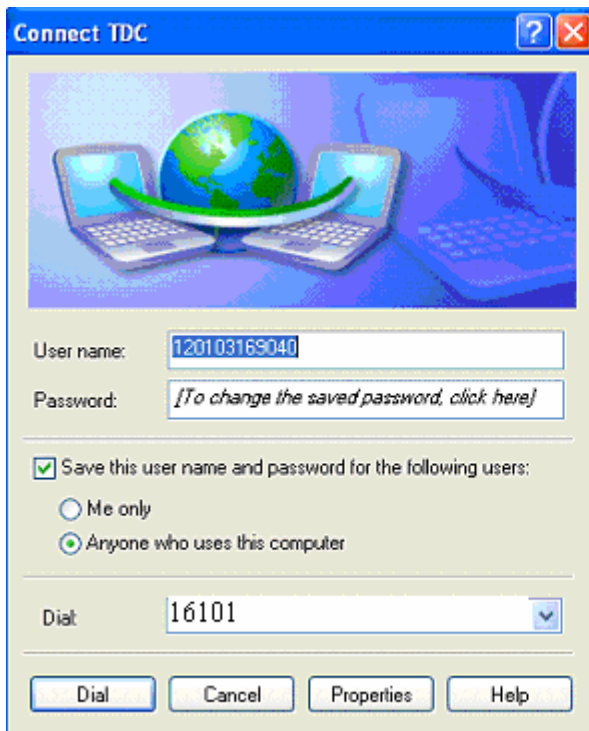 Connect TDC
User name: 120103169040
Password: [To change the saved password, click here]
Save this user name and password for the following users:
Me only
Anyone who uses this computer
Dial: 16101
Dial Cancel Properties Help